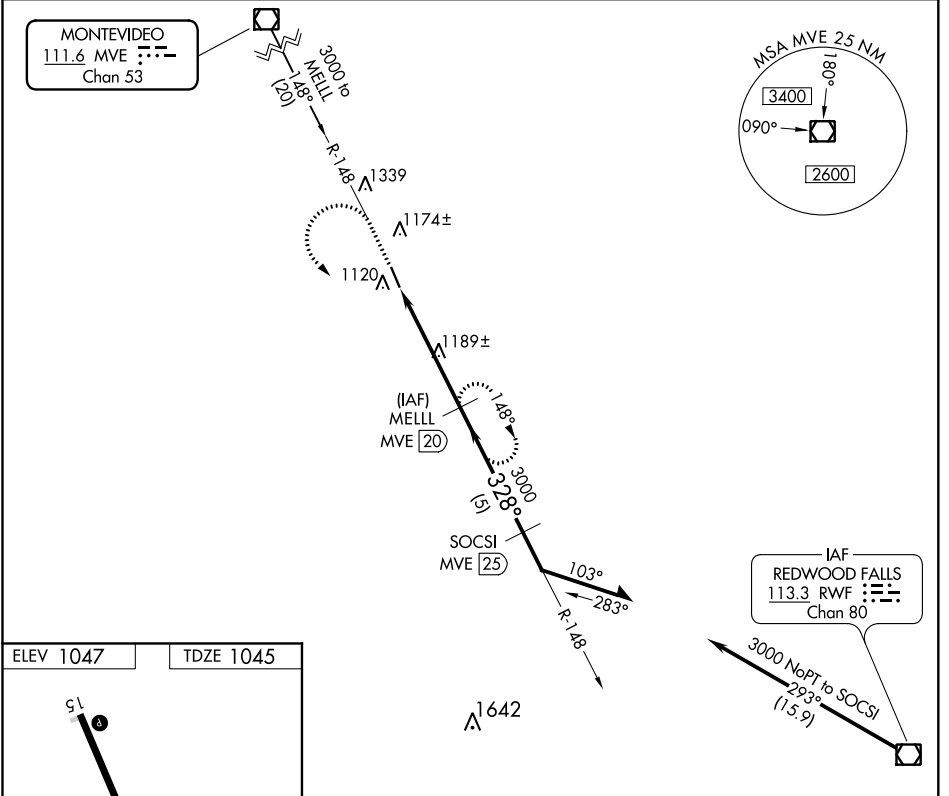 MONTEVIDEO
111.6 MVE
Chan 53
3000 to
MELLL
148°
(20)
R-148
MSA MVE 25 NM
180°
3400
090°
2600
1339
1174±
1120
1189±
(IAF)
MELLL
MVE 20
148°
3000
328°
(5)
SOCSI
MVE 25
103°
283°
R-148
IAF
REDWOOD FALLS
113.3 RWF
Chan 80
3000 NoPT to SOCSI
293°
(15.9)
1642
ELEV 1047
TDZE 1045
15
P